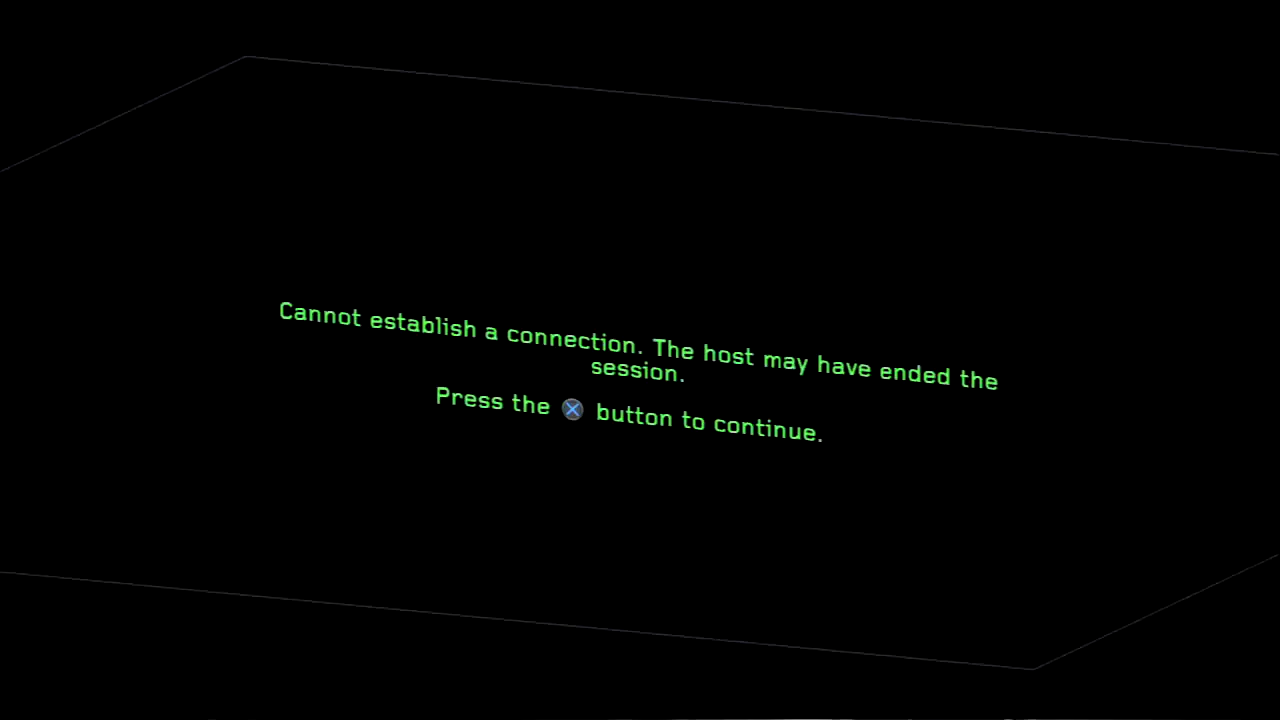 Cannot establish a connection. The host may have ended the
session.
Press the button to continue.